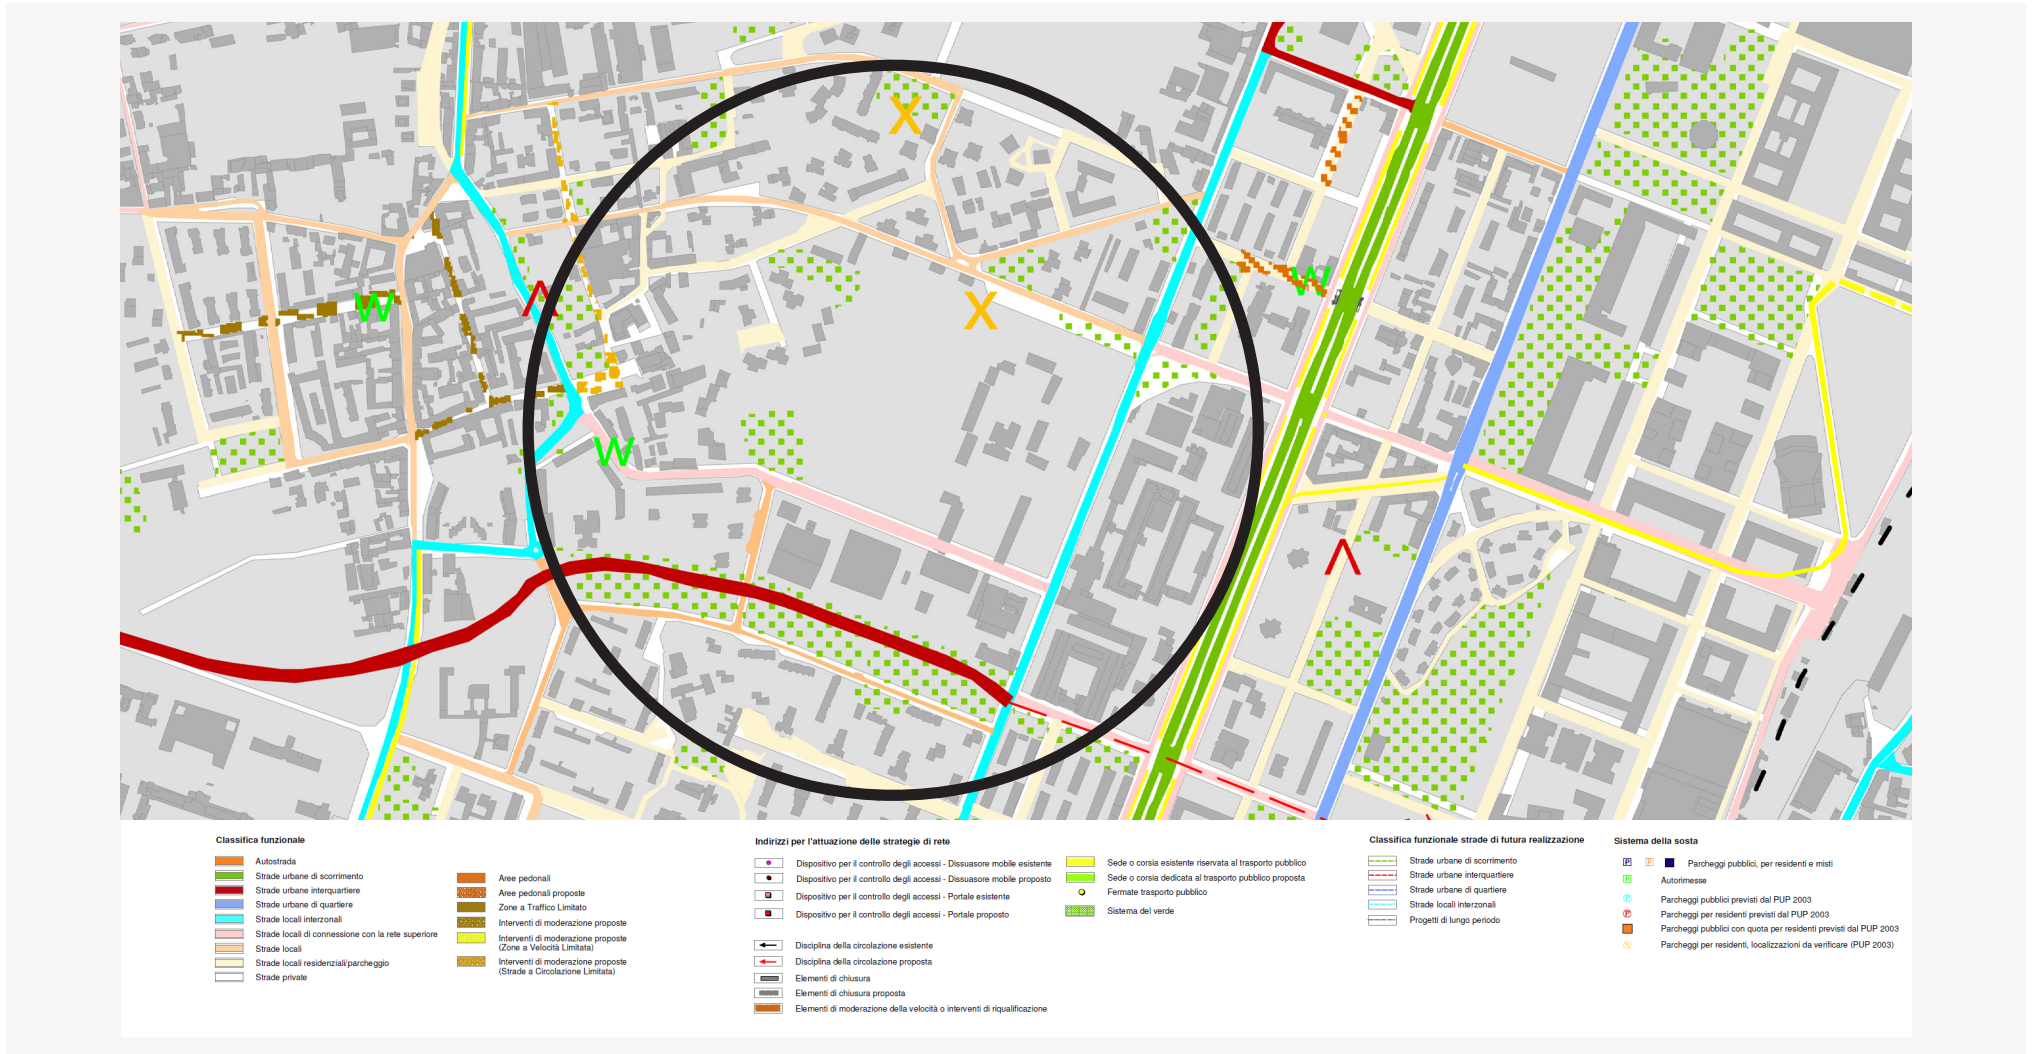 X
X
Λ
W
W
W
Λ
Classifica funzionale
Autostrada
Strade urbane di scorrimento
Strade urbane interquartiere
Strade urbane di quartiere
Strade locali interzonali
Strade locali di connessione con la rete superiore
Strade locali
Strade locali residenziali/parcheggio
Strade private
Aree pedonali
Aree pedonali proposte
Zone a Traffico Limitato
Interventi di moderazione proposte
Interventi di moderazione proposte
(Zone a Velocità Limitata)
Interventi di moderazione proposte
(Strade a Circolazione Limitata)
Indirizzi per l'attuazione delle strategie di rete
Dispositivo per il controllo degli accessi - Dissuasore mobile esistente
Dispositivo per il controllo degli accessi - Dissuasore mobile proposto
Dispositivo per il controllo degli accessi - Portale esistente
Dispositivo per il controllo degli accessi - Portale proposto
Disciplina della circolazione esistente
Disciplina della circolazione proposta
Elementi di chiusura
Elementi di chiusura proposta
Elementi di moderazione della velocità o interventi di riqualificazione
Sede o corsia esistente riservata al trasporto pubblico
Sede o corsia dedicata al trasporto pubblico proposta
Fermate trasporto pubblico
Sistema del verde
Classifica funzionale strade di futura realizzazione
Strade urbane di scorrimento
Strade urbane interquartiere
Strade urbane di quartiere
Strade locali interzonali
Progetti di lungo periodo
Sistema della sosta
P P Parcheggi pubblici, per residenti e misti
P Autorimesse
P Parcheggi pubblici previsti dal PUP 2003
P Parcheggi per residenti previsti dal PUP 2003
Parcheggi pubblici con quota per residenti previsti dal PUP 2003
Parcheggi per residenti, localizzazioni da verificare (PUP 2003)